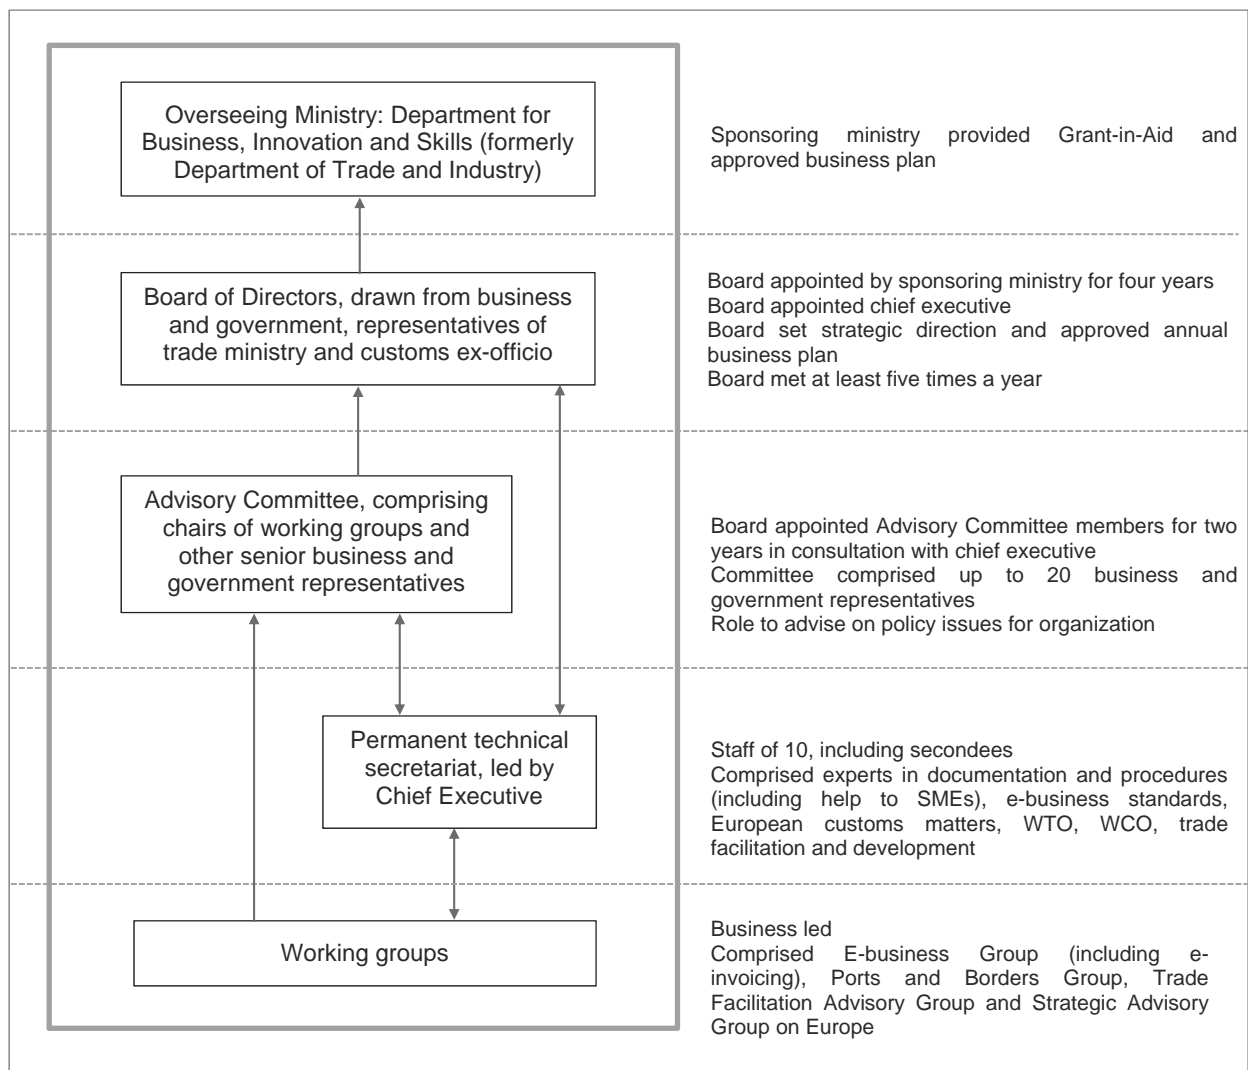 Overseeing Ministry: Department for
Business, Innovation and Skills (formerly
Department of Trade and Industry)
Sponsoring ministry provided Grant-in-Aid and
approved business plan
Board of Directors, drawn from business
and government, representatives of
trade ministry and customs ex-officio
Board appointed by sponsoring ministry for four years
Board appointed chief executive
Board set strategic direction and approved annual
business plan
Board met at least five times a year
Advisory Committee, comprising
chairs of working groups and
other senior business and
government representatives
Board appointed Advisory Committee members for two
years in consultation with chief executive
Committee comprised up to 20 business and
government representatives
Role to advise on policy issues for organization
Permanent technical
secretariat, led by
Chief Executive
Staff of 10, including secondees
Comprised experts in documentation and procedures
(including help to SMEs), e-business standards,
European customs matters, WTO, WCO, trade
facilitation and development
Working groups
Business led
Comprised E-business Group (including e-
invoicing), Ports and Borders Group, Trade
Facilitation Advisory Group and Strategic Advisory
Group on Europe